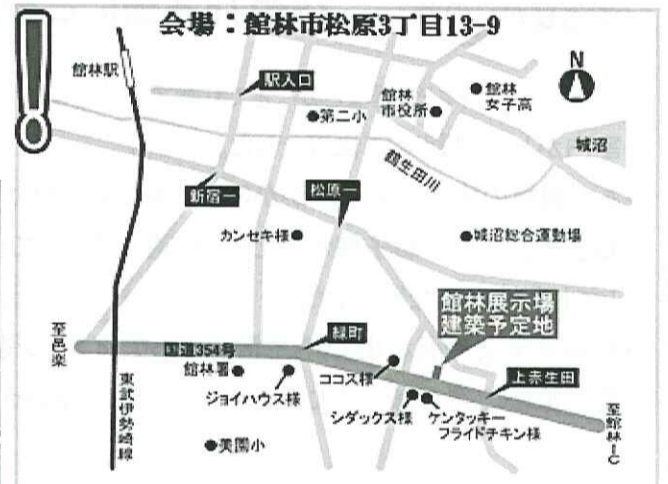 会場：館林市松原3丁目13-9
館林駅
駅入口
館林
市役所
館林
女子高
N
第二小
城沼
鶴生田川
新宿一
松原一
カンセキ様
城沼総合運動場
館林展示場
建築予定地
至邑楽
緑町
国道354号
館林署
ココス様
上赤生田
ジョイハウス様
シダックス様
ケンタッキー
フライドチキン様
東武伊勢崎線
美園小
至館林IC